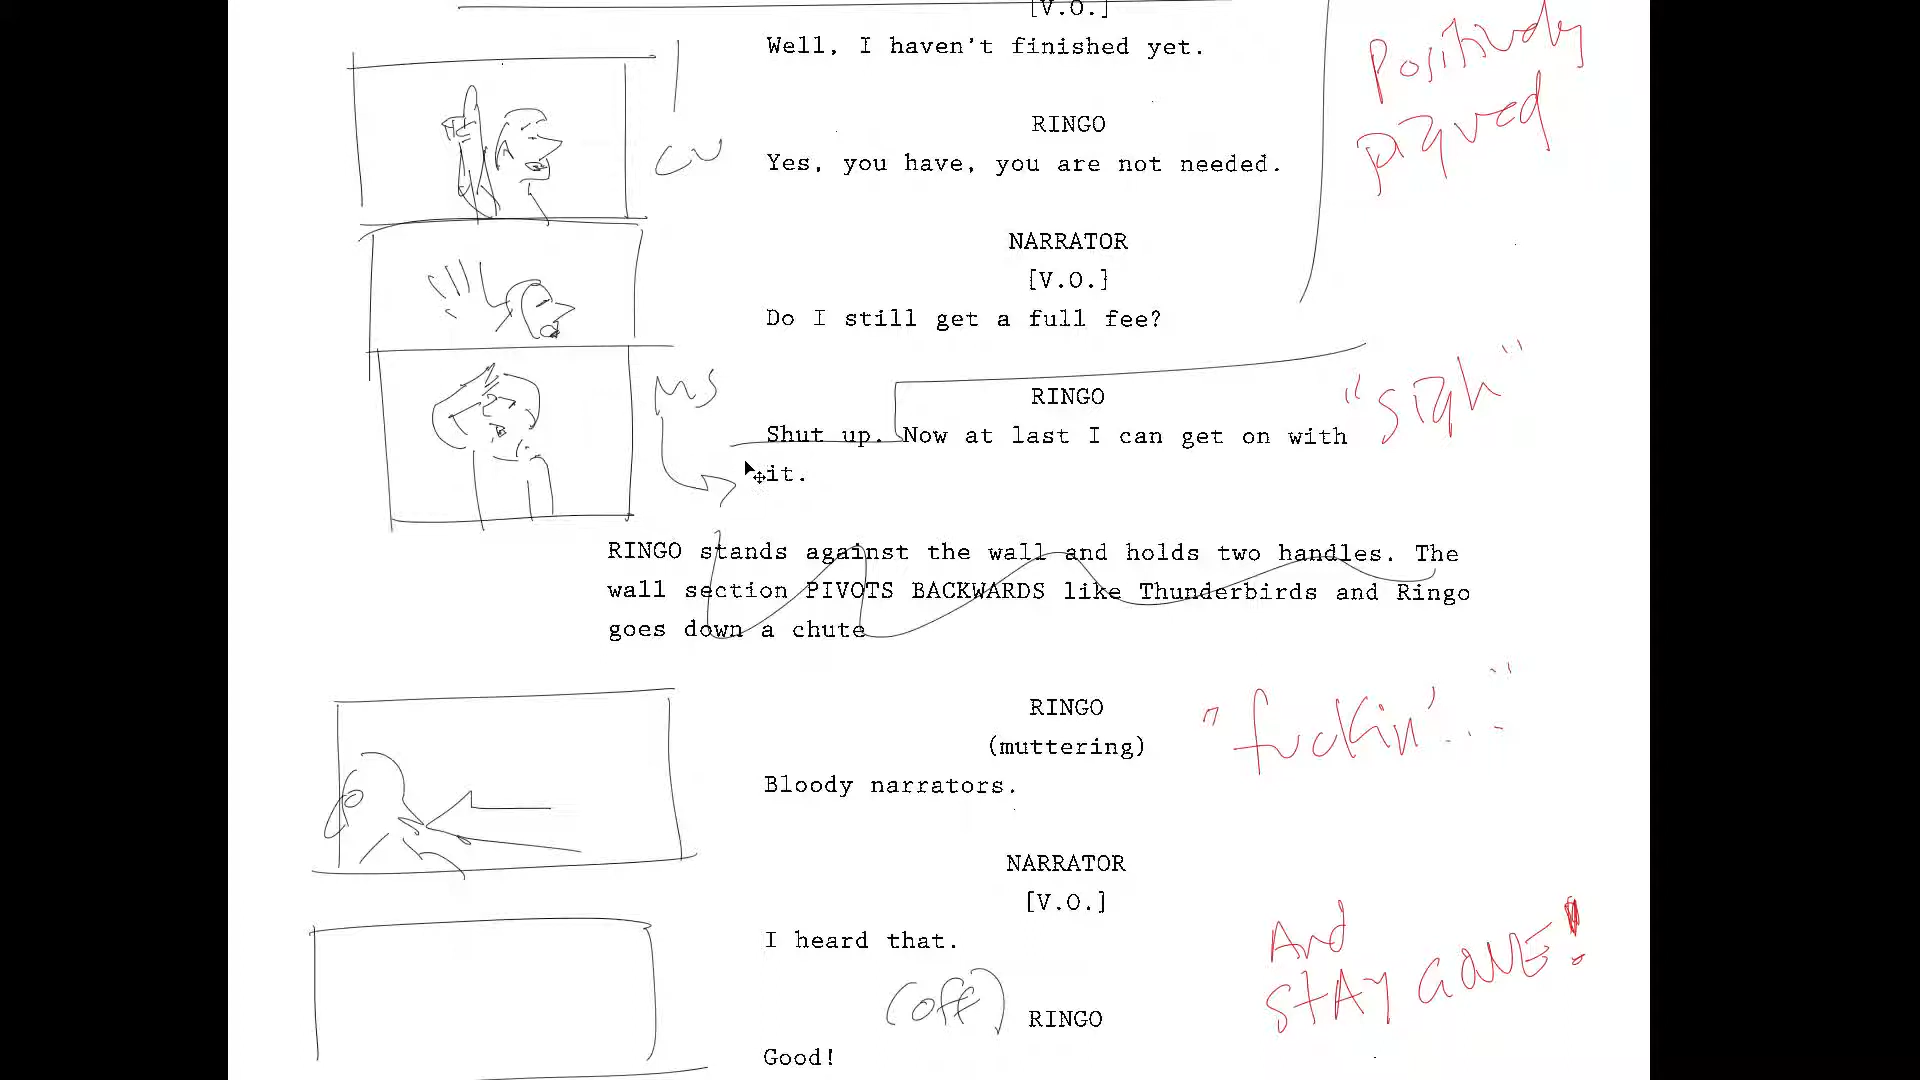 [V.O.]
Well, I haven't finished yet.
Positively
piqued
RINGO
CU
Yes, you have, you are not needed.
NARRATOR
[V.O.]
Do I still get a full fee?
MS
RINGO
"sigh"
Shut up. Now at last I can get on with
it.
RINGO stands against the wall and holds two handles. The
wall section PIVOTS BACKWARDS like Thunderbirds and Ringo
goes down a chute
RINGO
(muttering)
"fuckin'..."
Bloody narrators.
NARRATOR
[V.O.]
I heard that.
And
STAY GONE!
(off)
RINGO
Good!